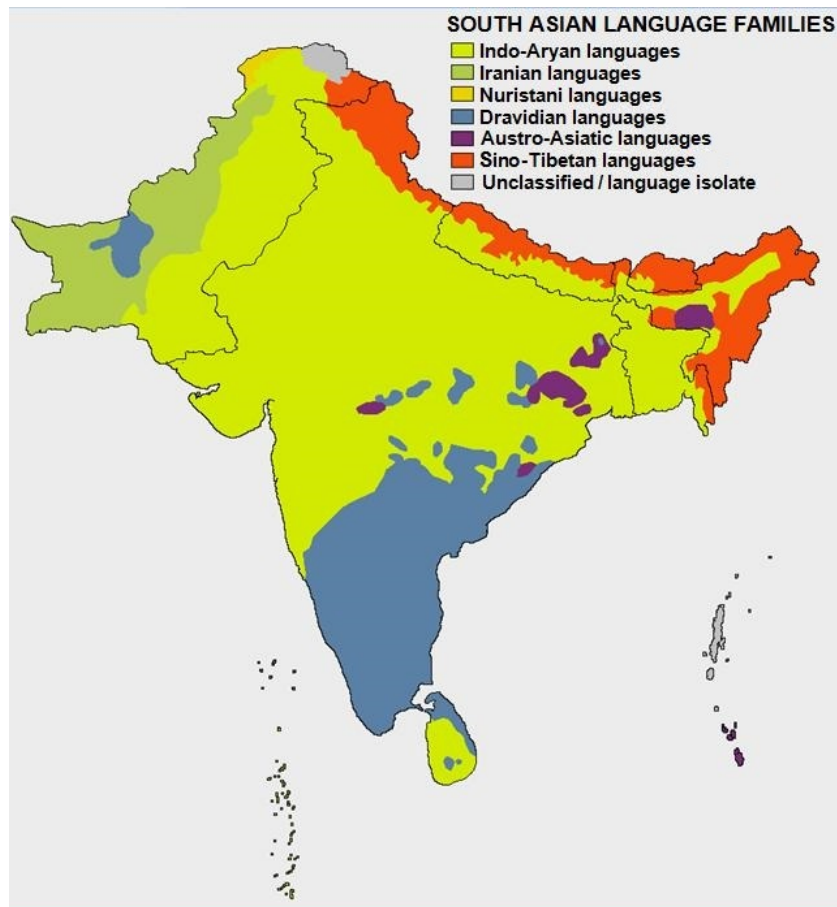 SOUTH ASIAN LANGUAGE FAMILIES
Indo-Aryan languages
Iranian languages
Nuristani languages
Dravidian languages
Austro-Asiatic languages
Sino-Tibetan languages
Unclassified / language isolate